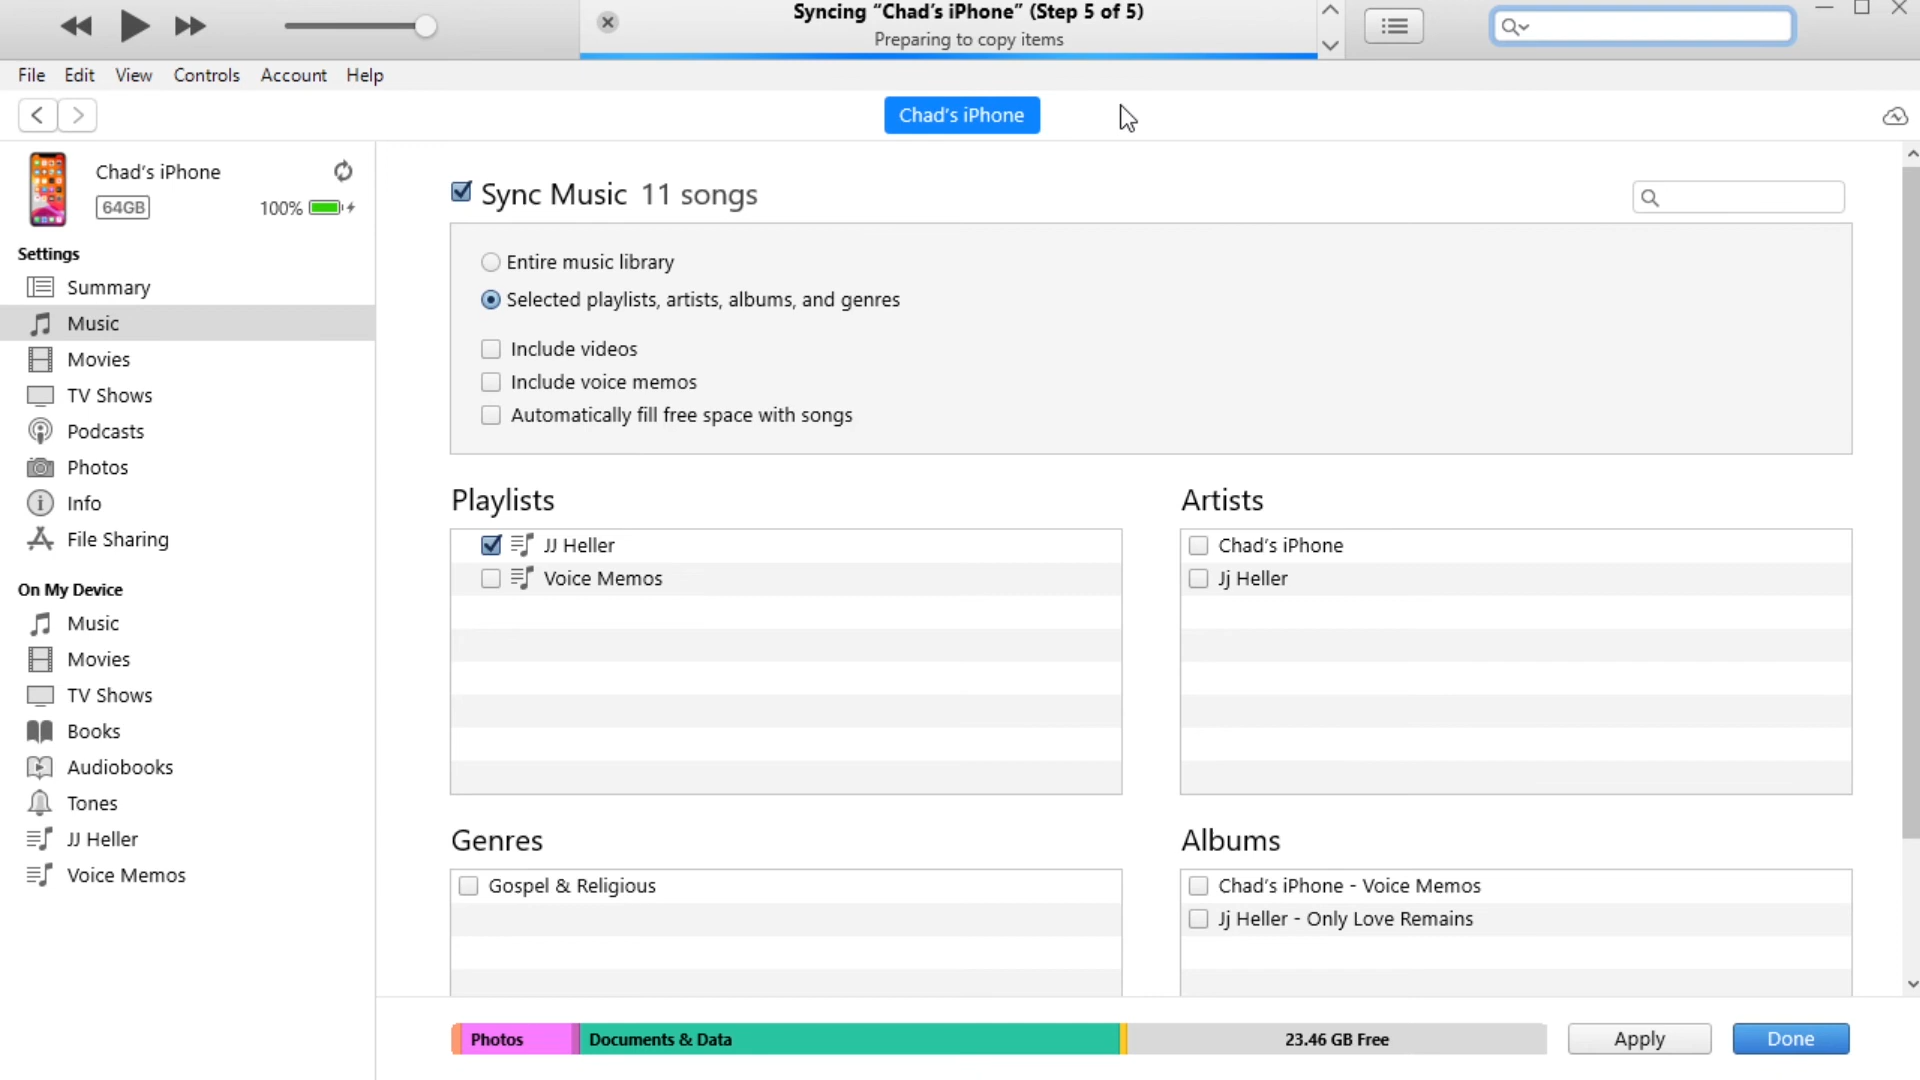 Syncing “Chad’s iPhone” (Step 5 of 5)
Preparing to copy items
File Edit View Controls Account Help
Chad’s iPhone
Chad’s iPhone
64GB
100%
Settings
Summary
Music
Movies
TV Shows
Podcasts
Photos
Info
File Sharing
On My Device
Music
Movies
TV Shows
Books
Audiobooks
Tones
JJ Heller
Voice Memos
Sync Music 11 songs
Entire music library
Selected playlists, artists, albums, and genres
Include videos
Include voice memos
Automatically fill free space with songs
Playlists
JJ Heller
Voice Memos
Artists
Chad’s iPhone
Jj Heller
Genres
Gospel & Religious
Albums
Chad’s iPhone - Voice Memos
Jj Heller - Only Love Remains
Photos
Documents & Data
23.46 GB Free
Apply
Done